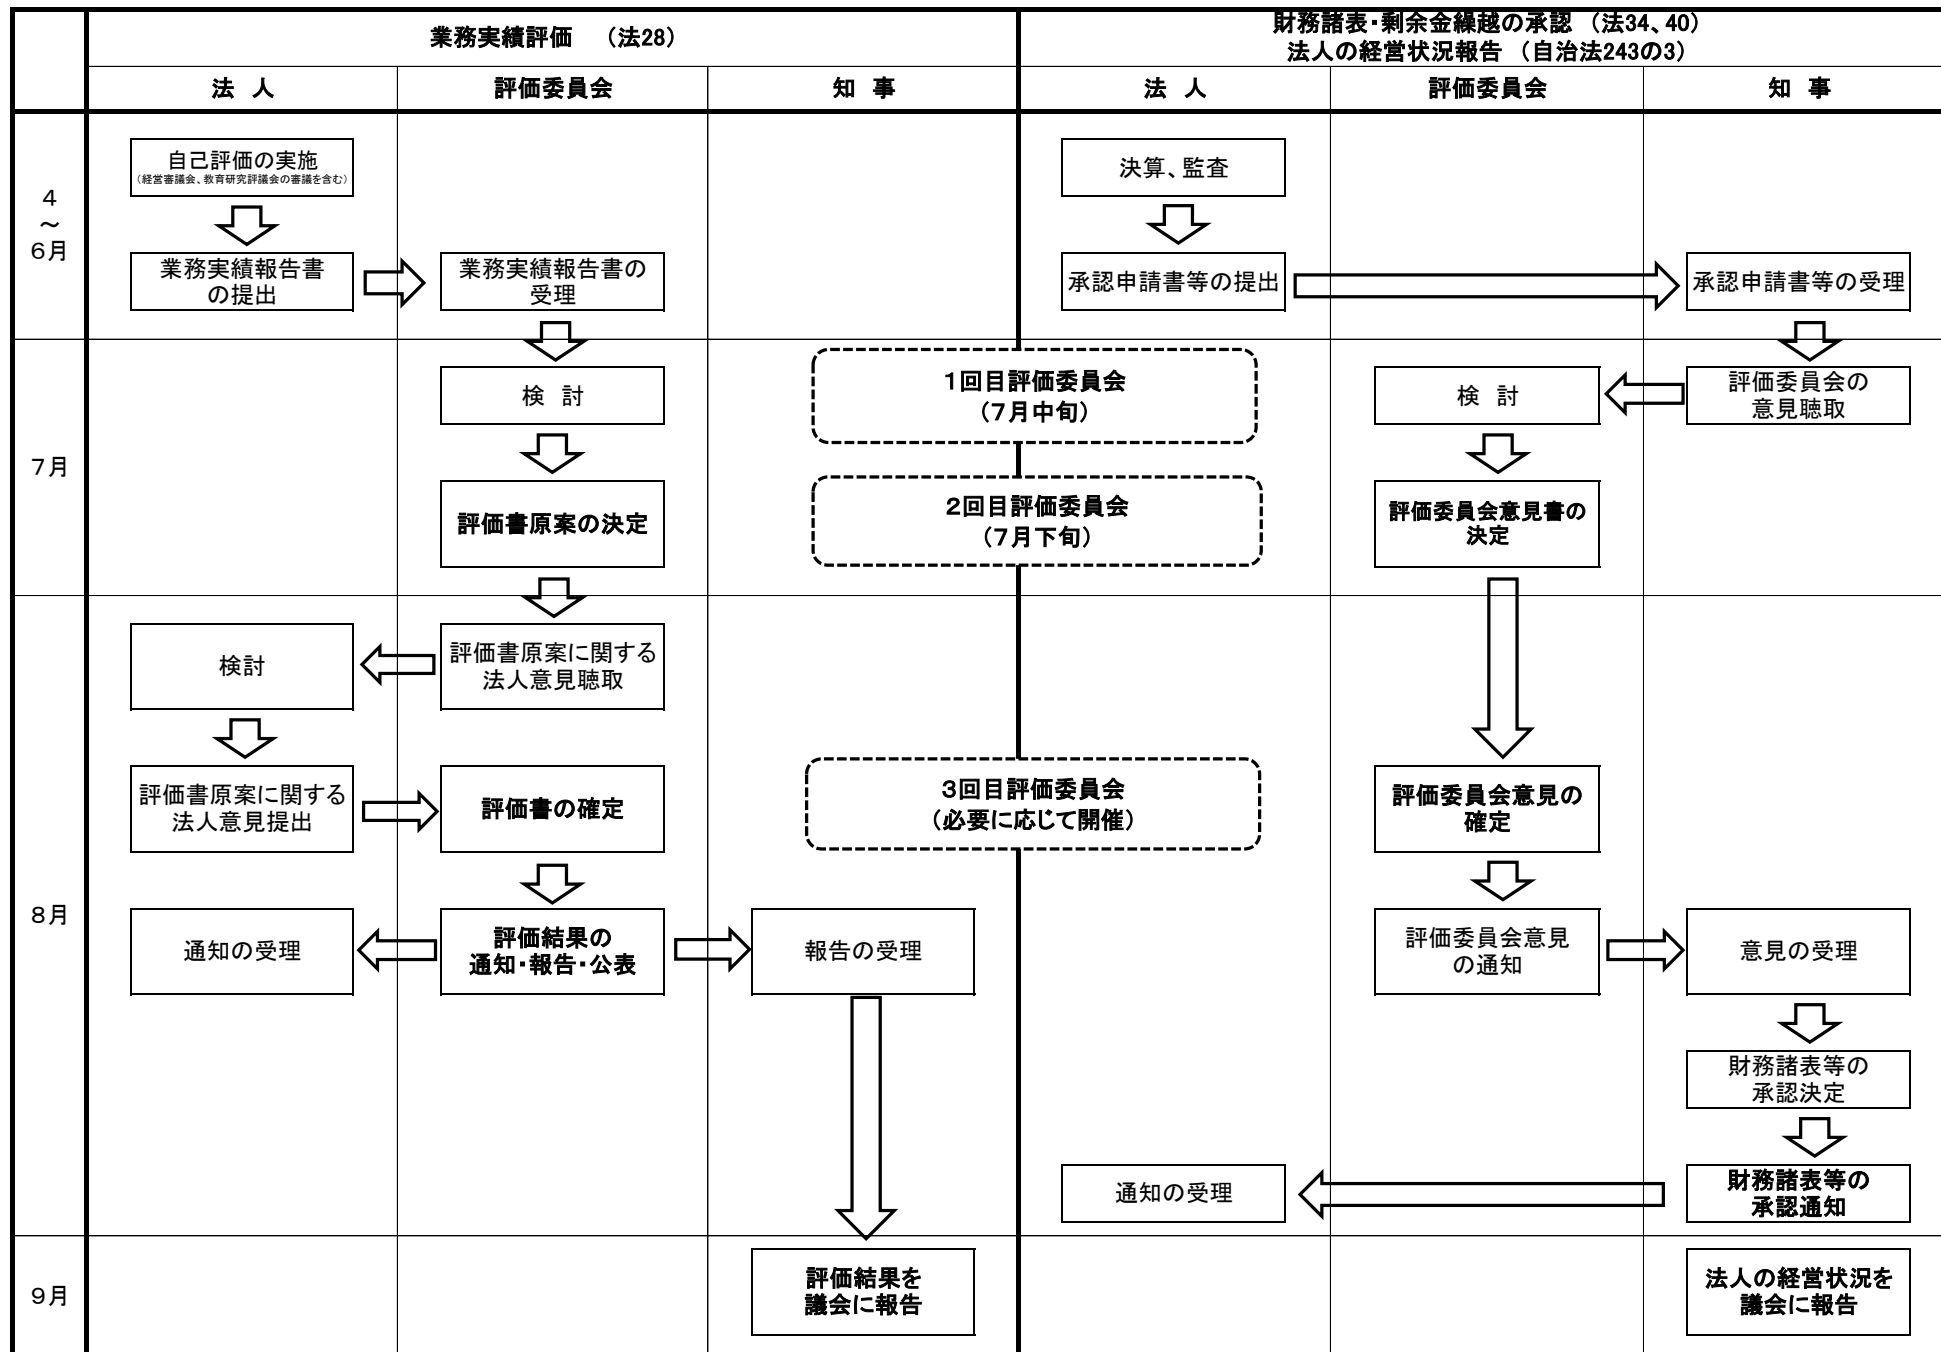 業務実績評価 （法28）
財務諸表・剰余金繰越の承認 （法34、40）
法人の経営状況報告 （自治法243の3）
法 人
評価委員会
知 事
法 人
評価委員会
知 事
４
～
６月
自己評価の実施
（経営審議会、教育研究評議会の審議を含む）
決算、監査
業務実績報告書
の提出
業務実績報告書の
受理
承認申請書等の提出
承認申請書等の受理
７月
検 討
１回目評価委員会
（７月中旬）
検 討
評価委員会の
意見聴取
評価書原案の決定
２回目評価委員会
（７月下旬）
評価委員会意見書の
決定
８月
検討
評価書原案に関する
法人意見聴取
評価書原案に関する
法人意見提出
評価書の確定
３回目評価委員会
（必要に応じて開催）
評価委員会意見の
確定
通知の受理
評価結果の
通知・報告・公表
報告の受理
評価委員会意見
の通知
意見の受理
財務諸表等の
承認決定
通知の受理
財務諸表等の
承認通知
９月
評価結果を
議会に報告
法人の経営状況を
議会に報告